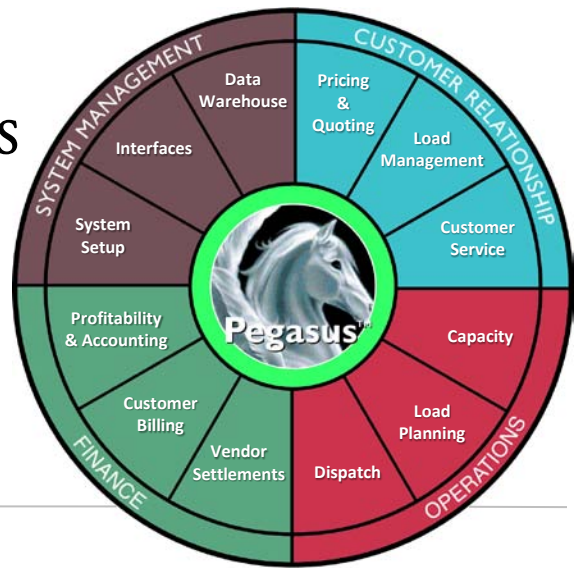 s
SYSTEM MANAGEMENT
CUSTOMER RELATIONSHIP
Data
Warehouse
Pricing
&
Quoting
Interfaces
Load
Management
System
Setup
Customer
Service
Pegasus™
Profitability
& Accounting
Capacity
Customer
Billing
Load
Planning
Vendor
Settlements
Dispatch
FINANCE
OPERATIONS